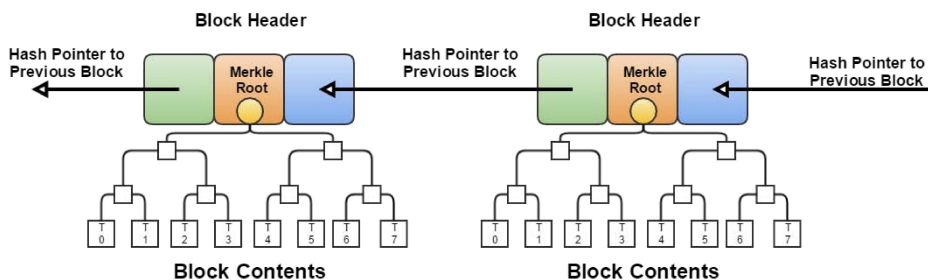 Block Header
Block Header
Hash Pointer to
Previous Block
Merkle
Root
Hash Pointer to
Previous Block
Merkle
Root
Hash Pointer to
Previous Block
T
0
T
1
T
2
T
3
T
4
T
5
T
6
T
7
T
0
T
1
T
2
T
3
T
4
T
5
T
6
T
7
Block Contents
Block Contents